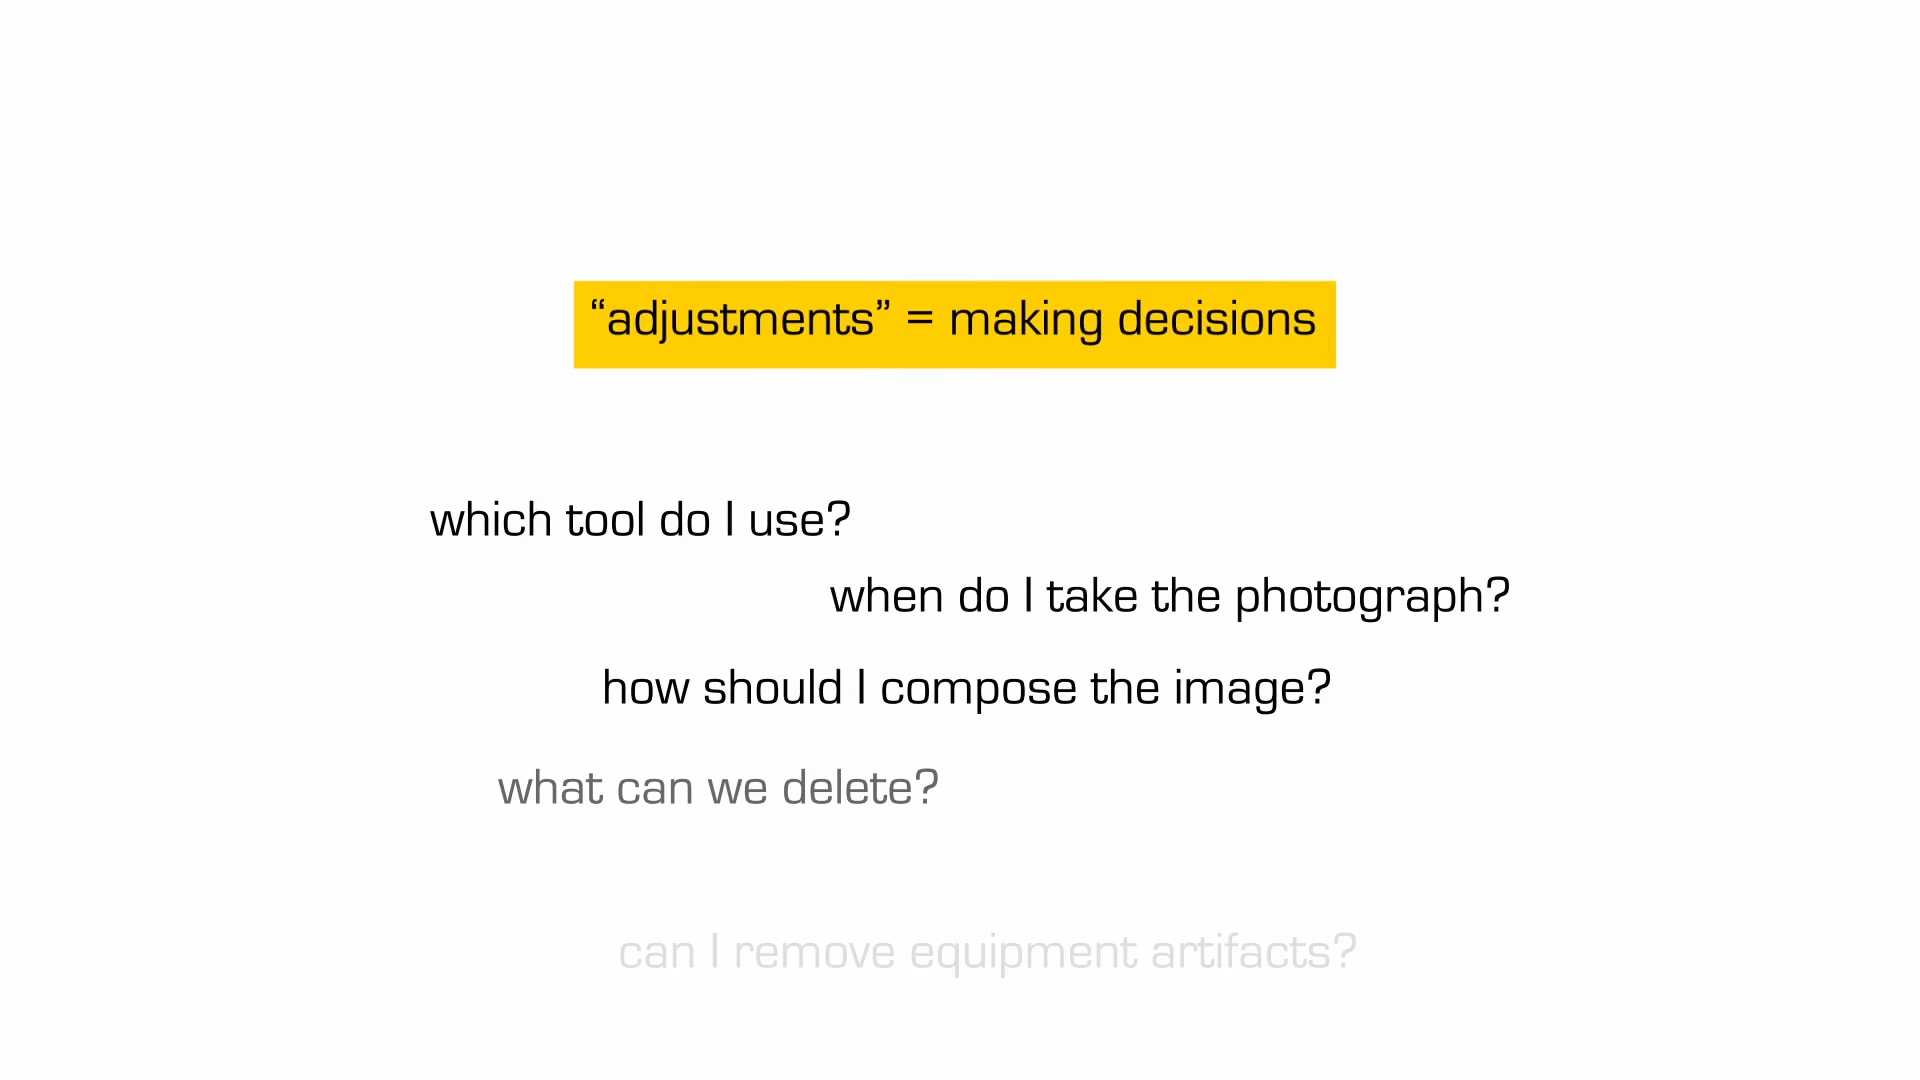 “adjustments” = making decisions
which tool do I use?
when do I take the photograph?
how should I compose the image?
what can we delete?
can I remove equipment artifacts?